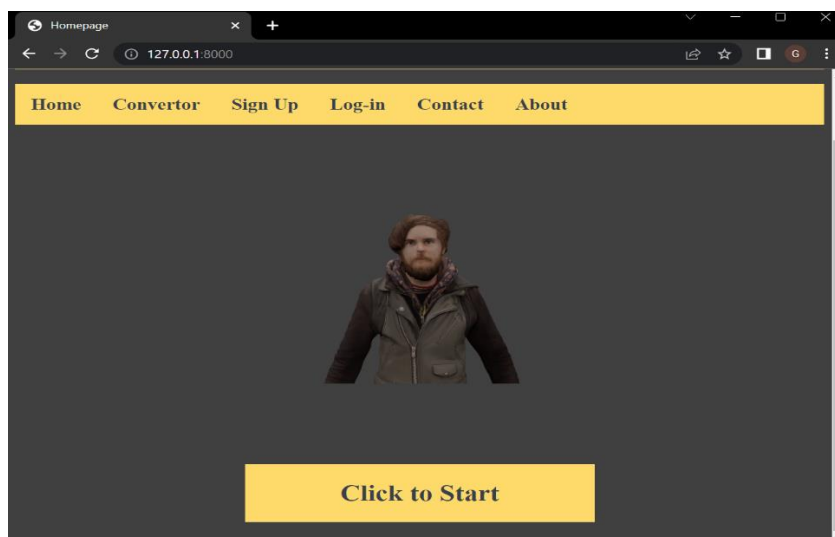 Homepage
127.0.0.1:8000
G
Home Convertor Sign Up Log-in Contact About
Click to Start